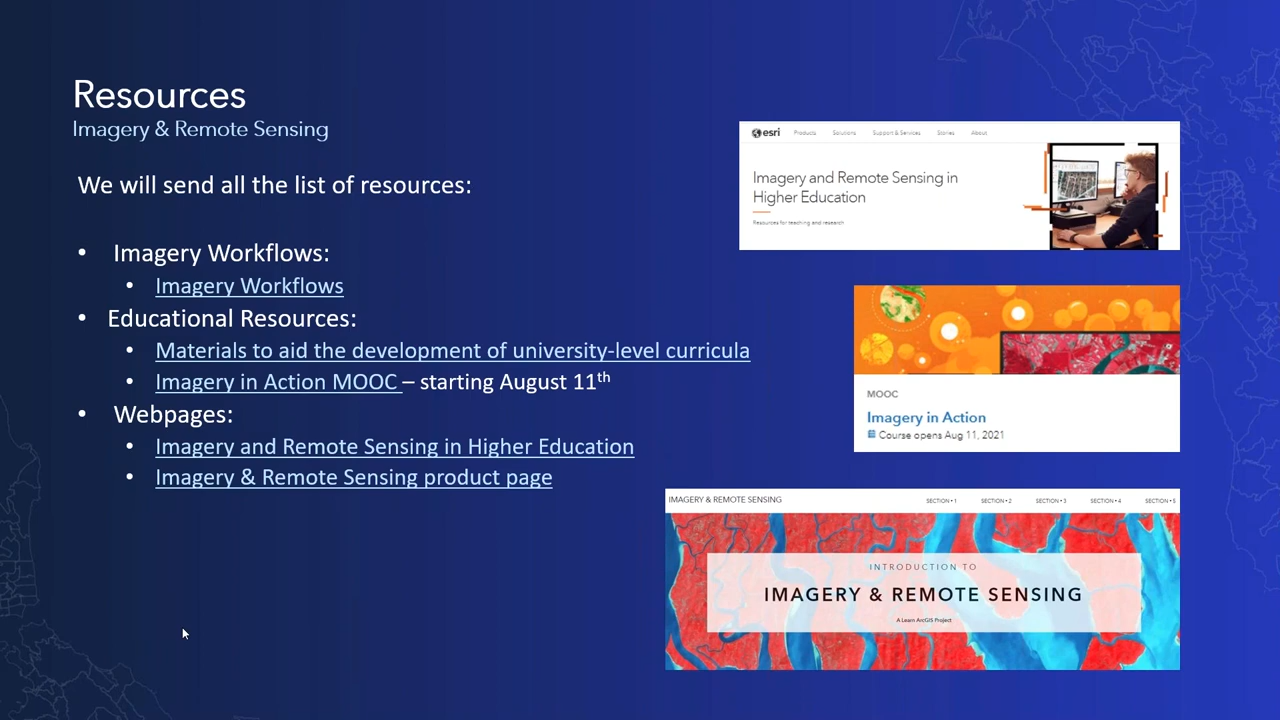 Resources
Imagery & Remote Sensing
We will send all the list of resources:
• Imagery Workflows:
• Imagery Workflows
• Educational Resources:
• Materials to aid the development of university-level curricula
• Imagery in Action MOOC – starting August 11th
• Webpages:
• Imagery and Remote Sensing in Higher Education
• Imagery & Remote Sensing product page
esri Products Solutions Support & Services Stories About
Imagery and Remote Sensing in
Higher Education
Resources for teaching and research
MOOC
Imagery in Action
Course opens Aug 11, 2021
IMAGERY & REMOTE SENSING SECTION • 1 SECTION • 2 SECTION • 3 SECTION • 4 SECTION • 5
INTRODUCTION TO
IMAGERY & REMOTE SENSING
A Learn ArcGIS Project